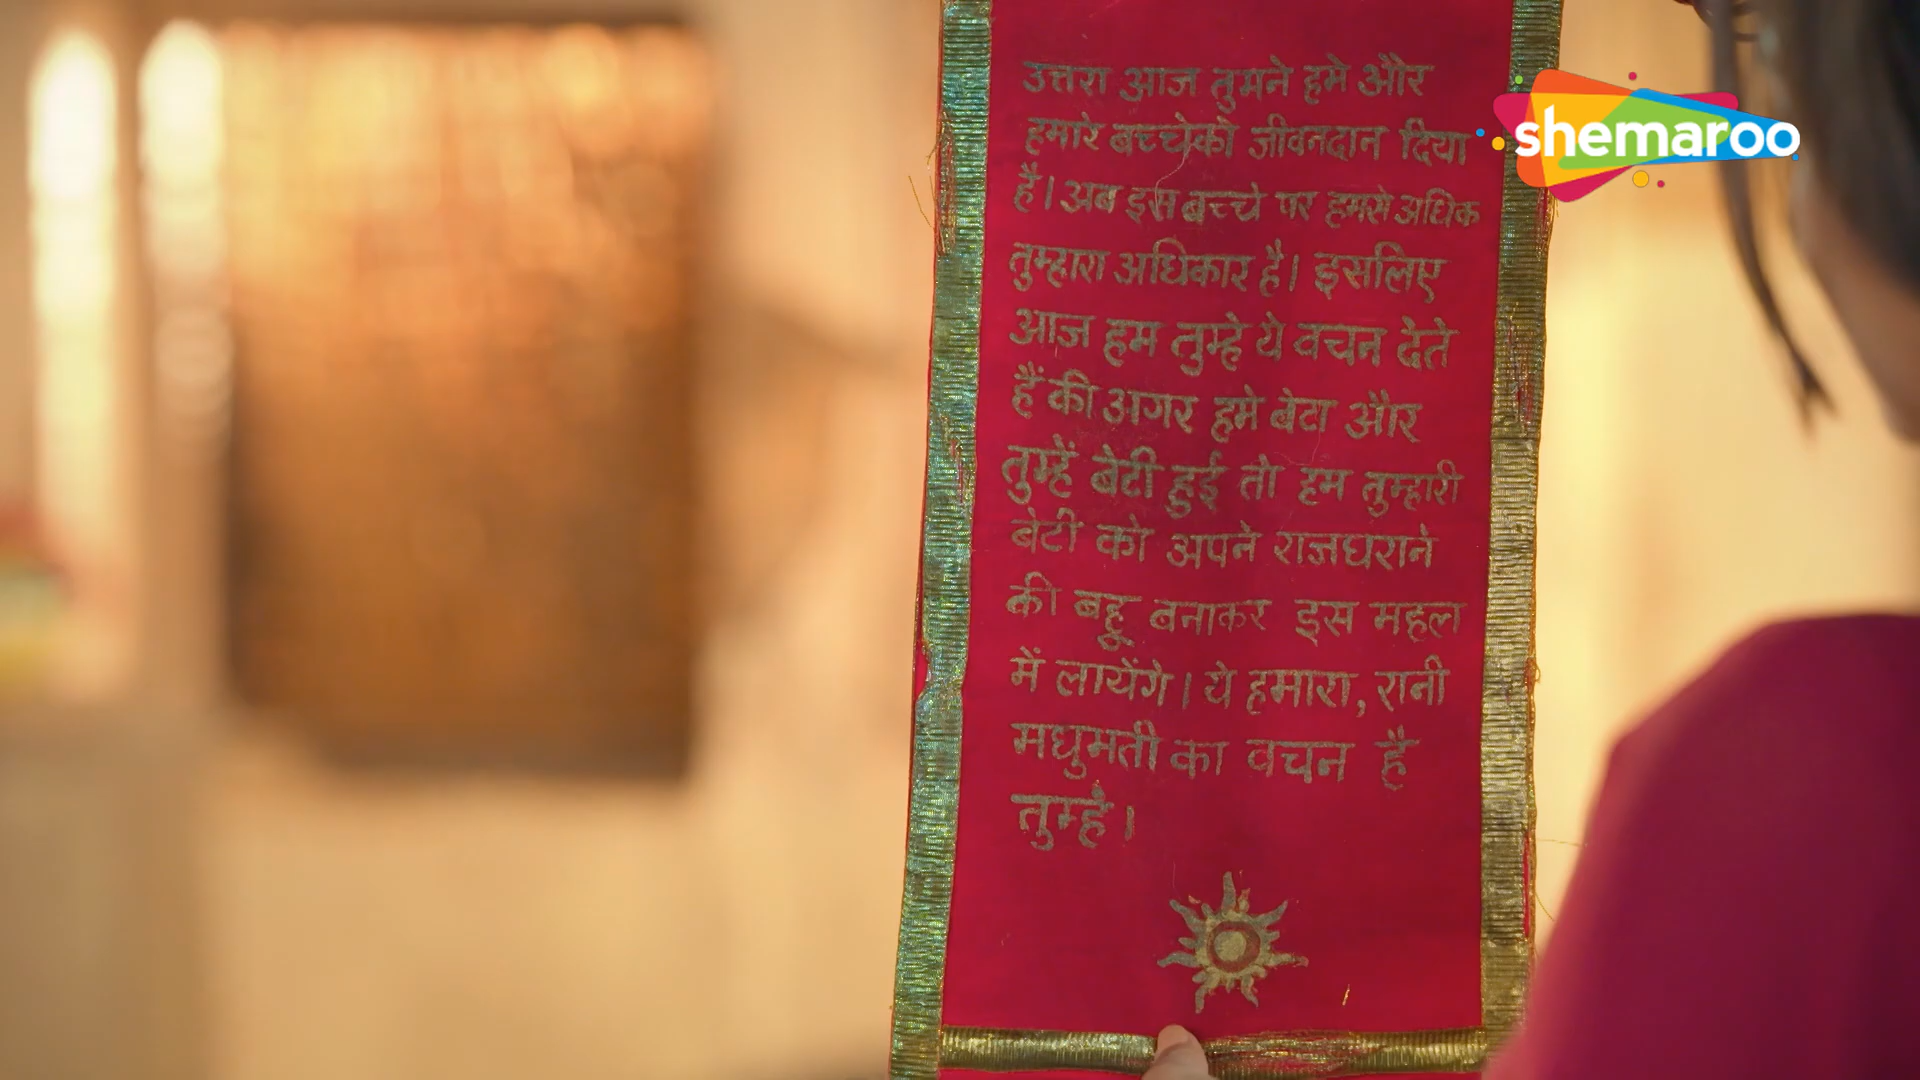 उत्तरा आज तुमने हमे और
हमारे बच्चेको जीवनदान दिया
है। अब इस बच्चे पर हमसे अधिक
तुम्हारा अधिकार है। इसलिए
आज हम तुम्हे ये वचन देते
हैं की अगर हमे बेटा और
तुम्हें बेटी हुई तो हम तुम्हारी
बेटी को अपने राजघराने
की बहू बनाकर इस महल
में लायेंगे। ये हमारा, रानी
मधुमती का वचन है
तुम्हे।
shemaroo